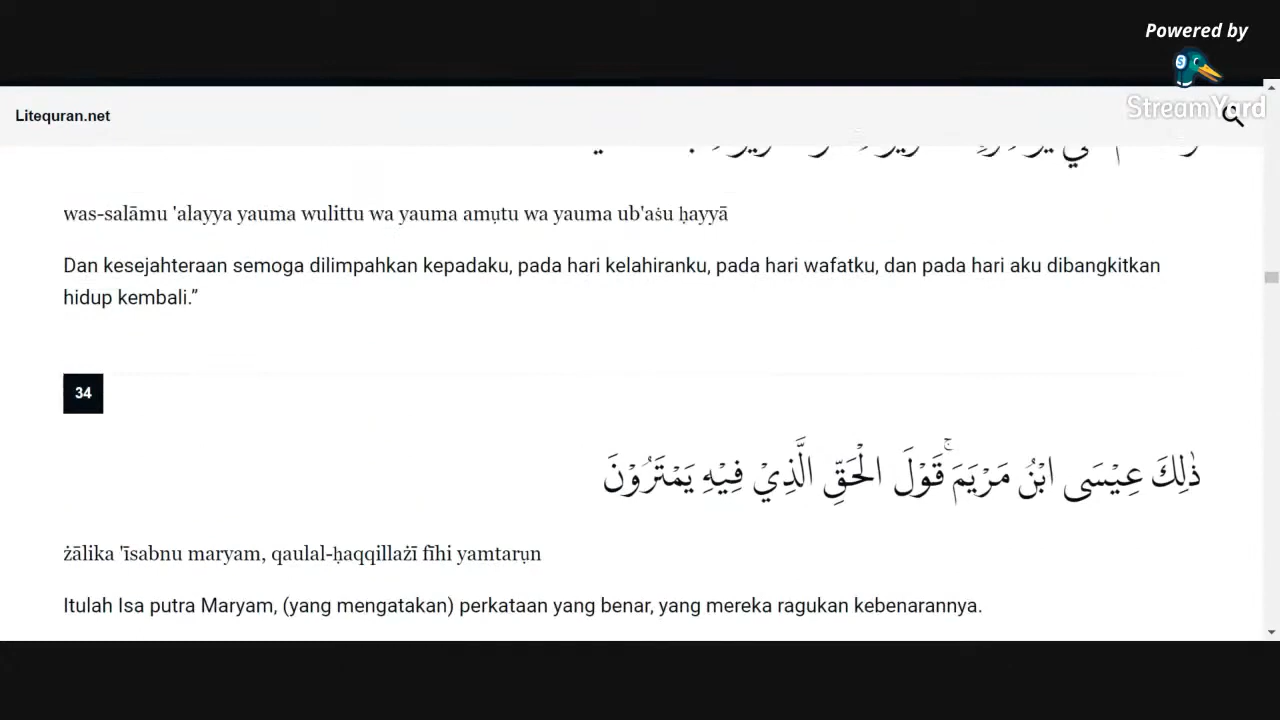 Powered by
StreamYard
Litequran.net
was-salāmu 'alayya yauma wulittu wa yauma amụtu wa yauma ub'aṡu ḥayyā
Dan kesejahteraan semoga dilimpahkan kepadaku, pada hari kelahiranku, pada hari wafatku, dan pada hari aku dibangkitkan
hidup kembali.”
34
ذٰلِكَ عِيْسَى ابْنُ مَرْيَمَ ۚقَوْلَ الْحَقِّ الَّذِيْ فِيْهِ يَمْتَرُوْنَ
żālika 'īsabnu maryam, qaulal-ḥaqqillażī fīhi yamtarụn
Itulah Isa putra Maryam, (yang mengatakan) perkataan yang benar, yang mereka ragukan kebenarannya.